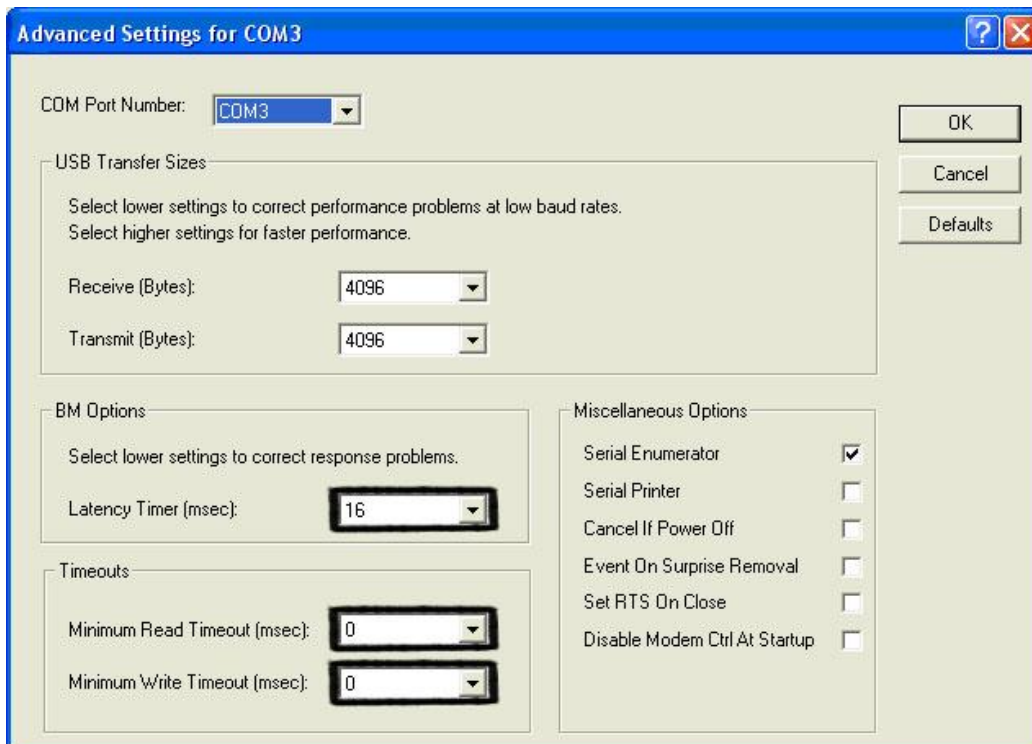 Advanced Settings for COM3
COM Port Number: COM3
OK
USB Transfer Sizes
Cancel
Select lower settings to correct performance problems at low baud rates.
Select higher settings for faster performance.
Defaults
Receive (Bytes): 4096
Transmit (Bytes): 4096
BM Options
Select lower settings to correct response problems.
Latency Timer (msec): 16
Timeouts
Minimum Read Timeout (msec): 0
Minimum Write Timeout (msec): 0
Miscellaneous Options
Serial Enumerator
Serial Printer
Cancel If Power Off
Event On Surprise Removal
Set RTS On Close
Disable Modem Ctrl At Startup